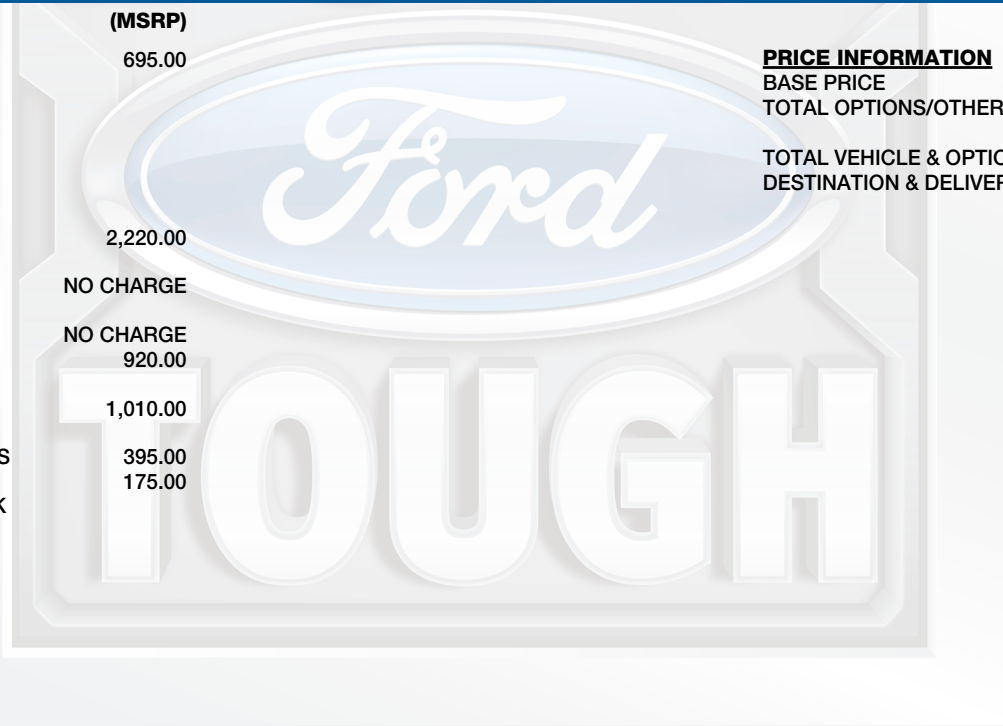 (MSRP)
695.00
2,220.00
NO CHARGE
NO CHARGE
920.00
1,010.00
S 395.00
175.00
K
PRICE INFORMATION
BASE PRICE
TOTAL OPTIONS/OTHER
TOTAL VEHICLE & OPTIO
DESTINATION & DELIVER
Ford
TOUGH